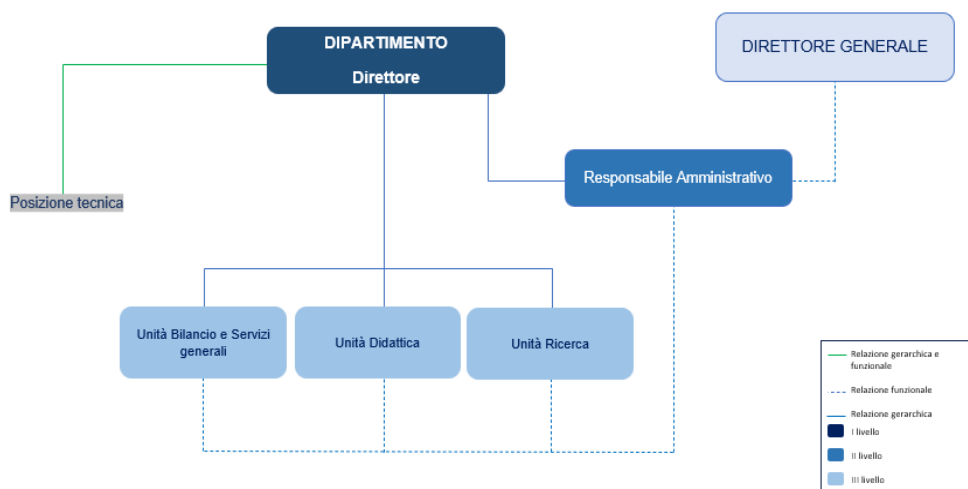 DIPARTIMENTO
Direttore
DIRETTORE GENERALE
Responsabile Amministrativo
Posizione tecnica
Unità Bilancio e Servizi
generali
Unità Didattica
Unità Ricerca
Relazione gerarchica e
funzionale
Relazione funzionale
Relazione gerarchica
I livello
II livello
III livello